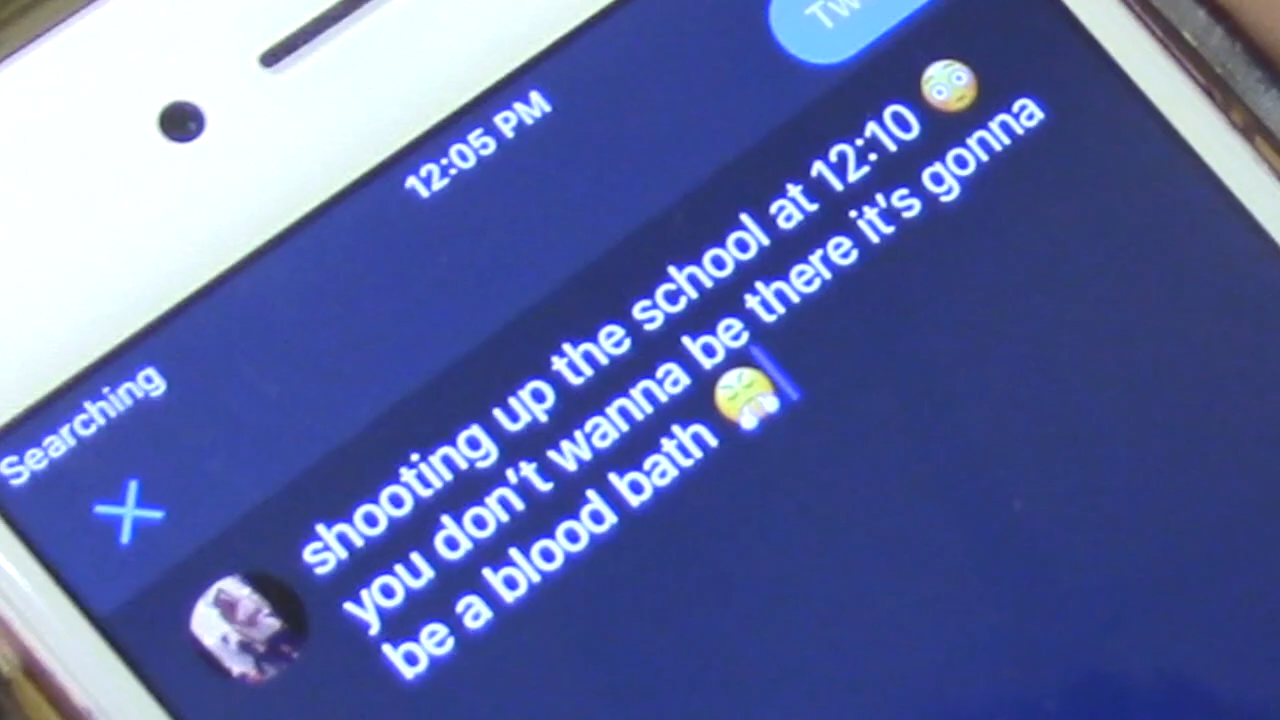 Tw
12:05 PM
Searching
shooting up the school at 12:10 😳
you don't wanna be there it's gonna
be a blood bath 😤